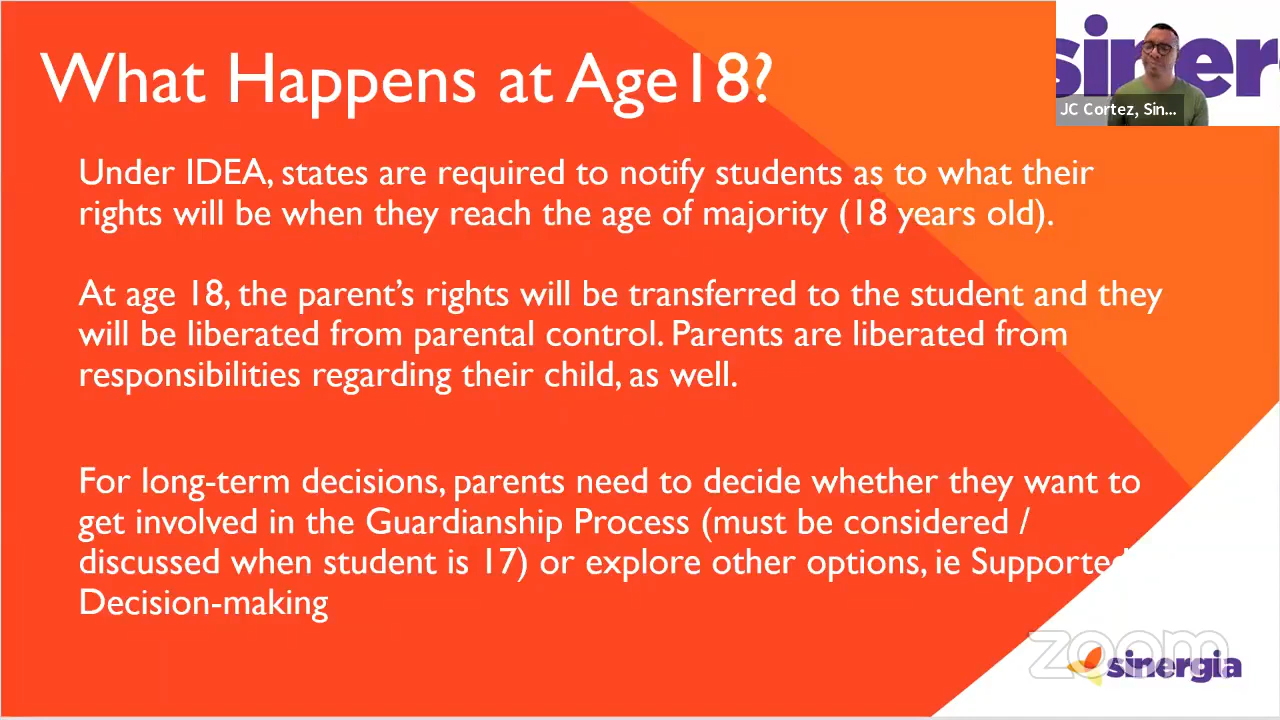 What Happens at Age18?
siner
JC Cortez, Sin...
Under IDEA, states are required to notify students as to what their
rights will be when they reach the age of majority (18 years old).
At age 18, the parent's rights will be transferred to the student and they
will be liberated from parental control. Parents are liberated from
responsibilities regarding their child, as well.
For long-term decisions, parents need to decide whether they want to
get involved in the Guardianship Process (must be considered /
discussed when student is 17) or explore other options, ie Supported
Decision-making
zoom
sinergia